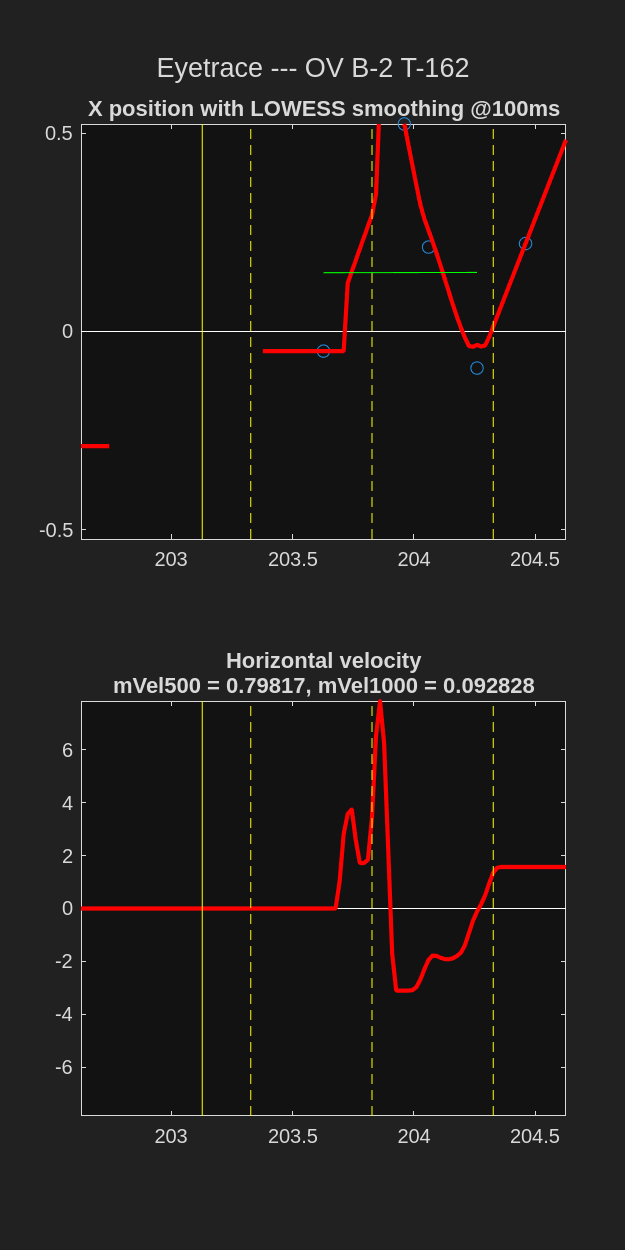 Eyetrace --- OV B-2 T-162
X position with LOWESS smoothing @100ms
0.5
0
-0.5
203 203.5 204 204.5
Horizontal velocity
mVel500 = 0.79817, mVel1000 = 0.092828
6
4
2
0
-2
-4
-6
203 203.5 204 204.5